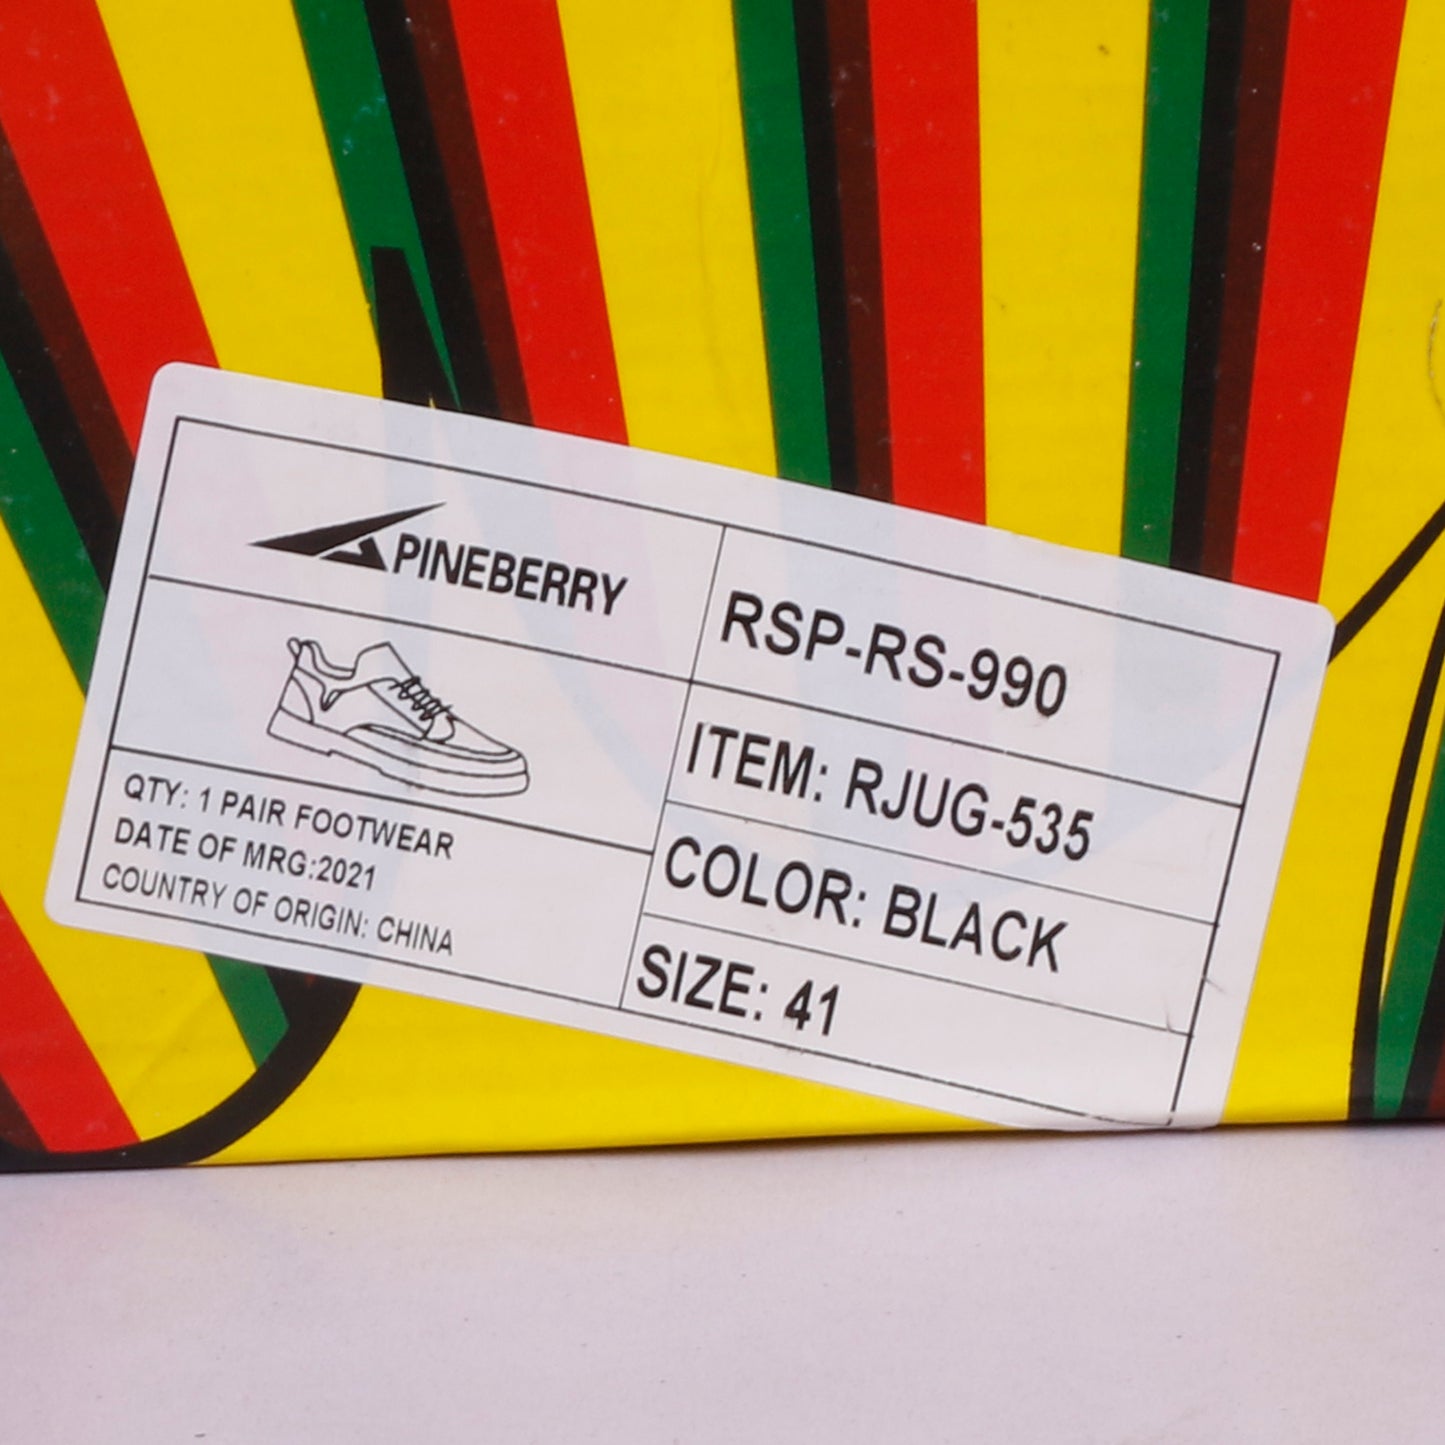 PINEBERRY
QTY: 1 PAIR FOOTWEAR
DATE OF MRG:2021
COUNTRY OF ORIGIN: CHINA
RSP-RS-990
ITEM: RJUG-535
COLOR: BLACK
SIZE: 41